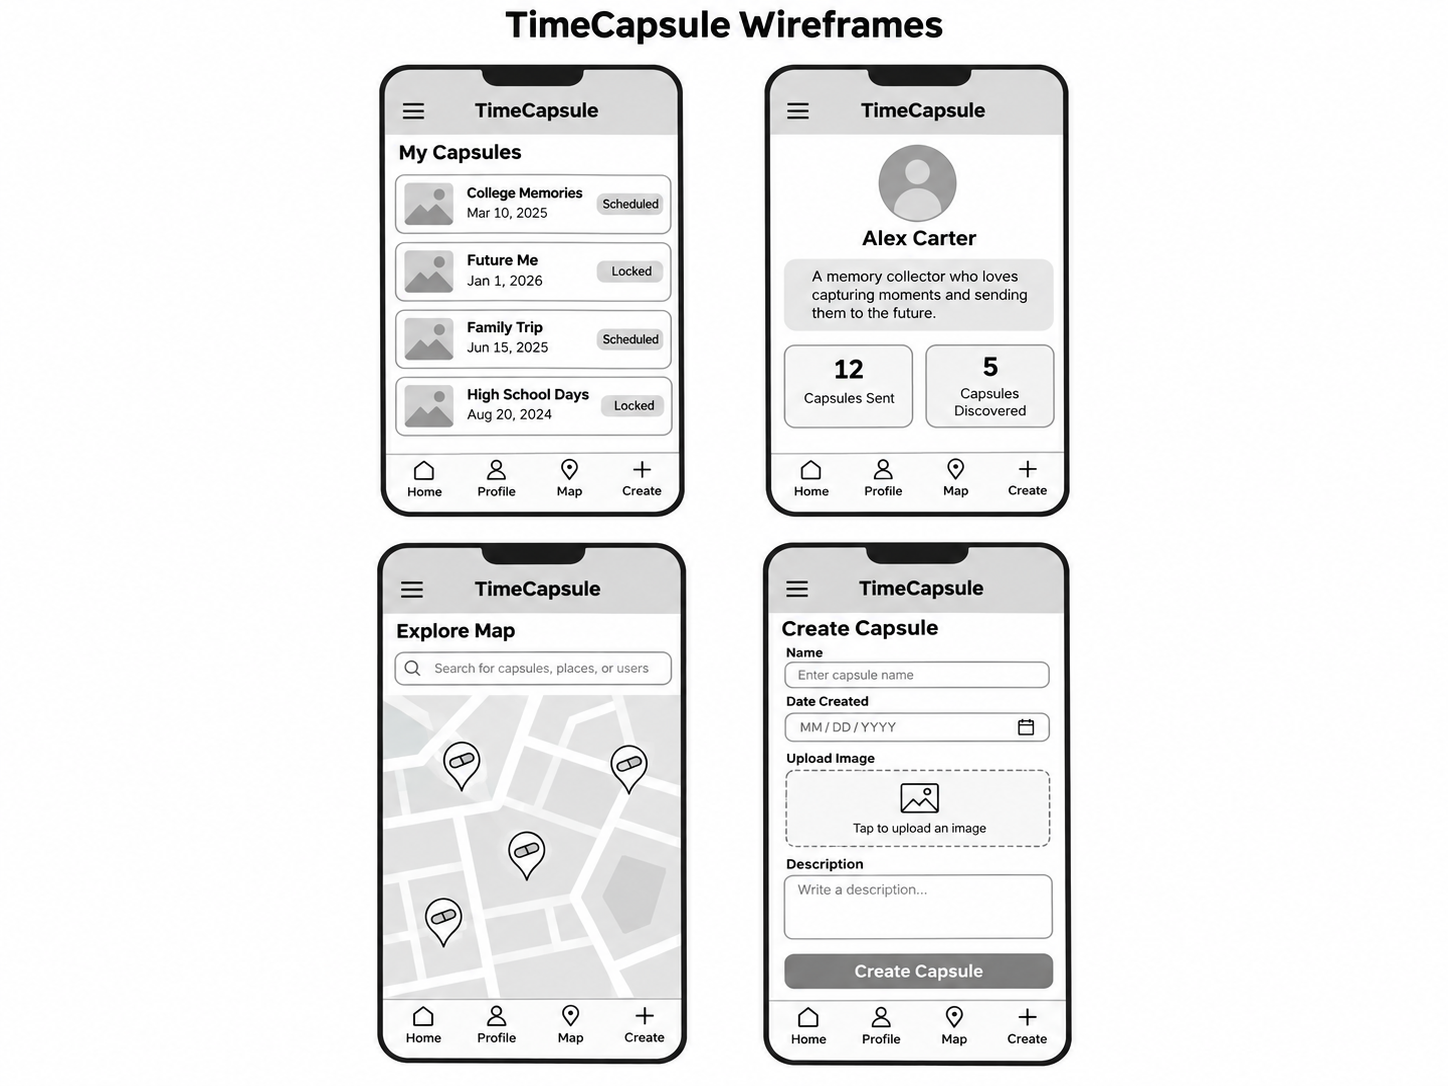 TimeCapsule Wireframes
TimeCapsule
My Capsules
College Memories
Mar 10, 2025
Scheduled
Future Me
Jan 1, 2026
Locked
Family Trip
Jun 15, 2025
Scheduled
High School Days
Aug 20, 2024
Locked
Home
Profile
Map
Create
TimeCapsule
Alex Carter
A memory collector who loves
capturing moments and sending
them to the future.
12
Capsules Sent
5
Capsules
Discovered
Home
Profile
Map
Create
TimeCapsule
Explore Map
Search for capsules, places, or users
Home
Profile
Map
Create
TimeCapsule
Create Capsule
Name
Enter capsule name
Date Created
MM / DD / YYYY
Upload Image
Tap to upload an image
Description
Write a description...
Create Capsule
Home
Profile
Map
Create